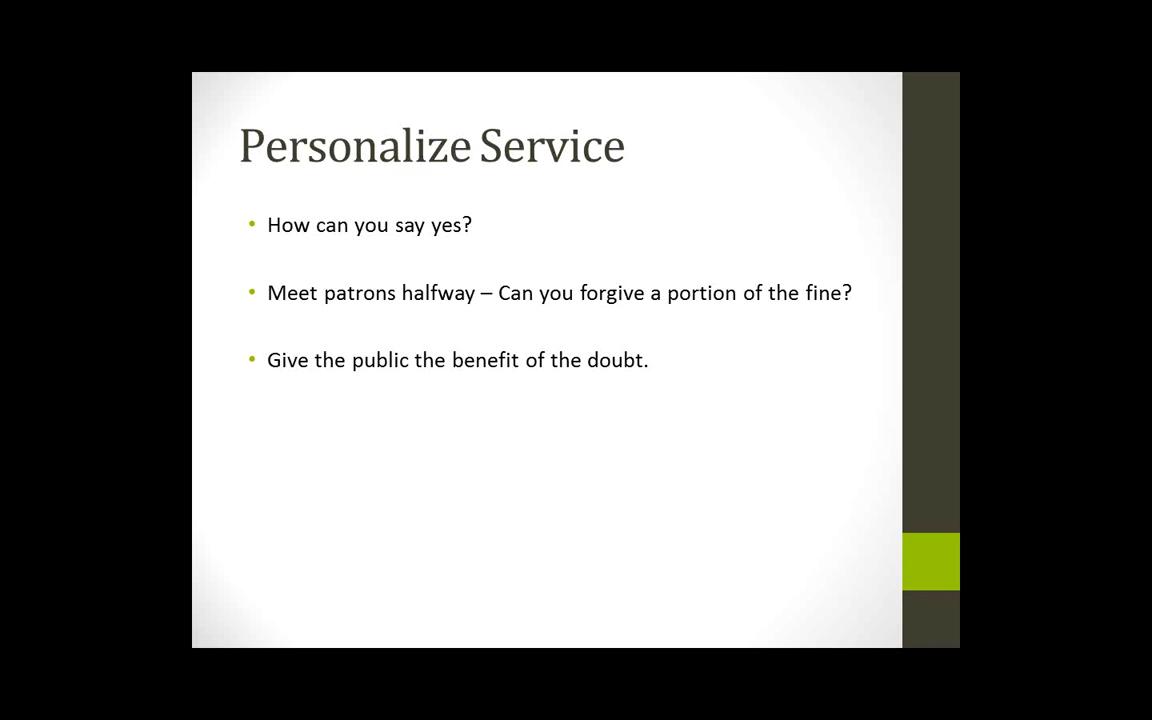 Personalize Service
• How can you say yes?
• Meet patrons halfway – Can you forgive a portion of the fine?
• Give the public the benefit of the doubt.